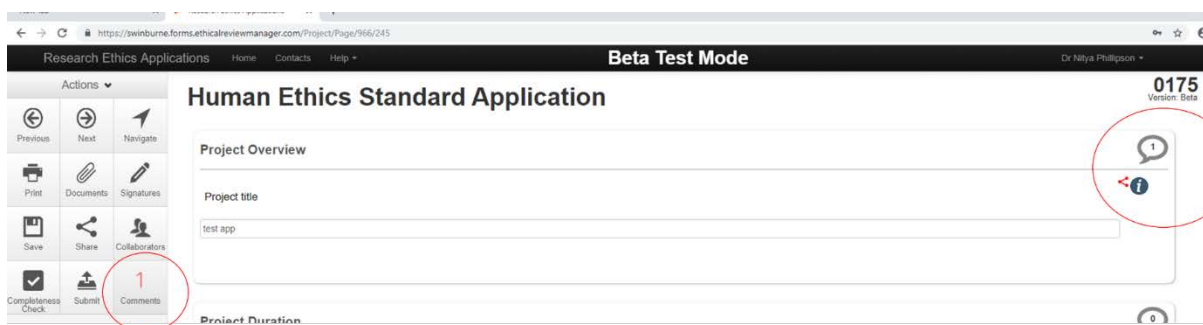 https://swinburne.forms.ethicalreviewmanager.com/Project/Page/966/245
Research Ethics Applications Home Contacts Help Beta Test Mode Dr Nitya Phillipson
Actions
Human Ethics Standard Application
0175
Version: Beta
Previous Next Navigate
Project Overview 1
Print Documents Signatures
Project title
i
test app
Save Share Collaborators
1
Completeness Check Submit Comments
Project Duration 0